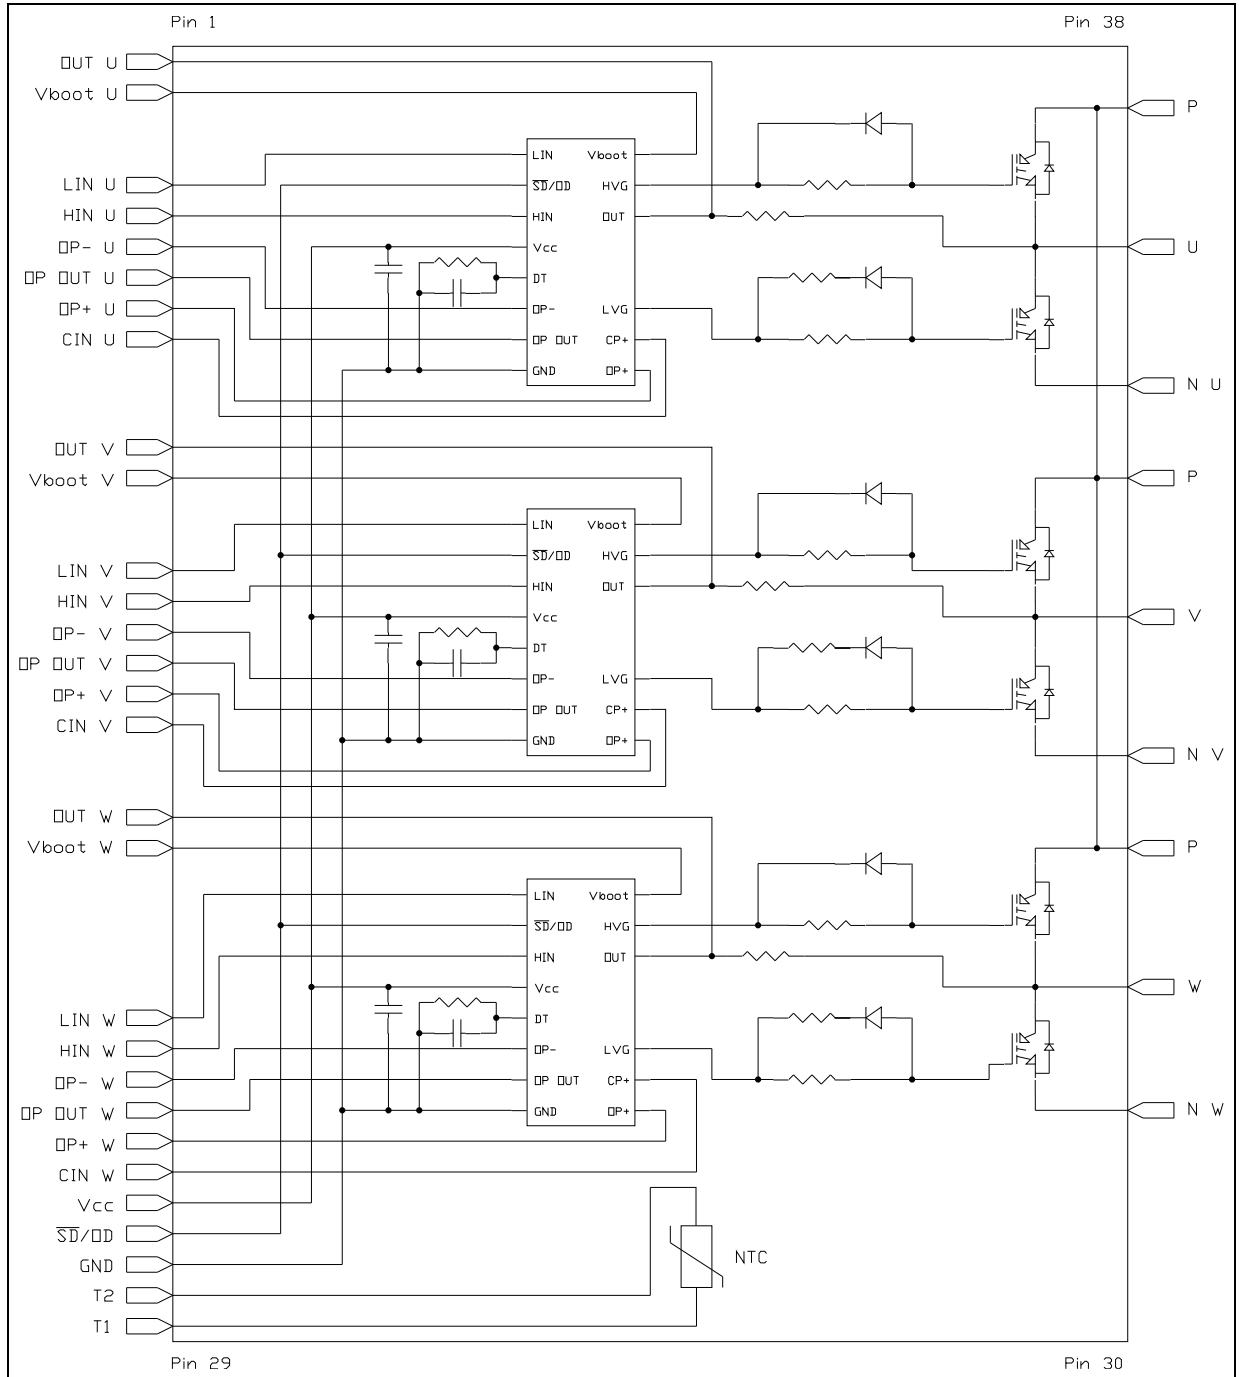 Pin 1
Pin 38
OUT U
Vboot U
LIN U
HIN U
OP- U
OP OUT U
OP+ U
CIN U
LIN
SD/OD
HIN
Vcc
DT
OP-
OP OUT
GND
Vboot
HVG
OUT
LVG
CP+
OP+
P
U
N U
OUT V
Vboot V
LIN V
HIN V
OP- V
OP OUT V
OP+ V
CIN V
LIN
SD/OD
HIN
Vcc
DT
OP-
OP OUT
GND
Vboot
HVG
OUT
LVG
CP+
OP+
P
V
N V
OUT W
Vboot W
LIN W
HIN W
OP- W
OP OUT W
OP+ W
CIN W
Vcc
SD/OD
GND
T2
T1
LIN
SD/OD
HIN
Vcc
DT
OP-
OP OUT
GND
Vboot
HVG
OUT
LVG
CP+
OP+
P
W
N W
NTC
Pin 29
Pin 30